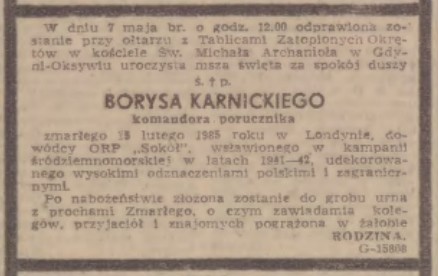 W dniu 7 maja br. o godz. 12.00 odprawiona zo-
stanie przy ołtarzu z Tablicami Zatopionych Okrę-
tów w kościele Św. Michała Archanioła w Gdy-
ni-Oksywiu uroczysta msza święta za spokój duszy
ś. † p.
BORYSA KARNICKIEGO
komandora porucznika
zmarłego 18 lutego 1985 roku w Londynie, do-
wódcy ORP „Sokół", wsławionego w kampanii
śródziemnomorskiej w latach 1941—42, udekorowa-
nego wysokimi odznaczeniami polskimi i zagranicz-
nymi.
Po nabożeństwie złożona zostanie do grobu urna
z prochami Zmarłego, o czym zawiadamia kole-
gów, przyjaciół i znajomych pogrążona w żałobie
RODZINA.
G-15808